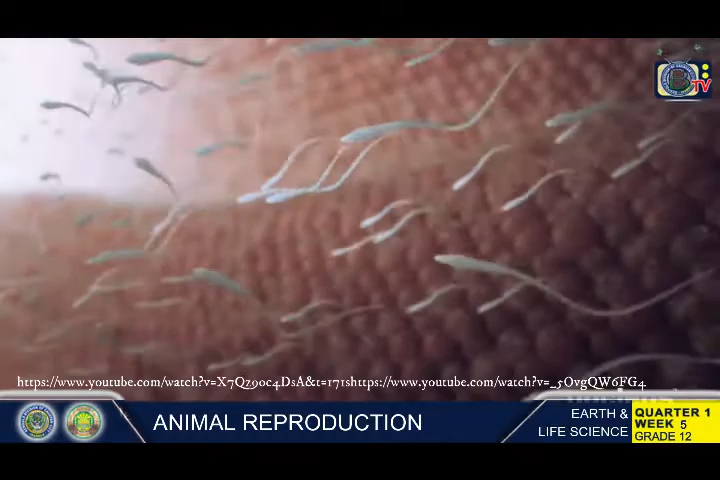 TV
https://www.youtube.com/watch?v=X7Qz90c4DsA&t=171shttps://www.youtube.com/watch?v=_5OvgQW6FG4
ANIMAL REPRODUCTION
EARTH &
LIFE SCIENCE
QUARTER 1
WEEK 5
GRADE 12